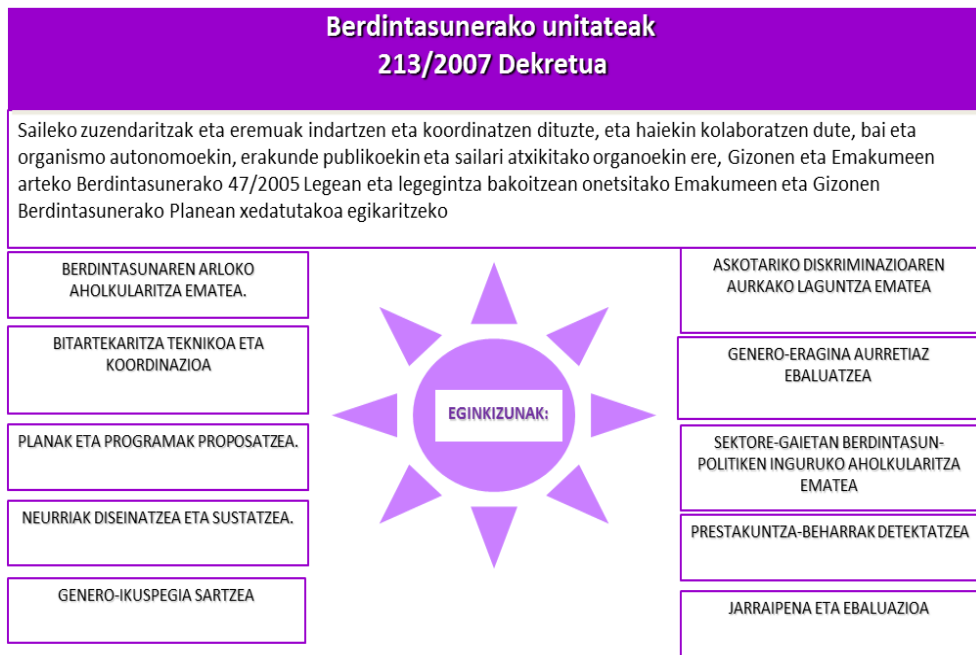 Berdintasunerako unitateak
213/2007 Dekretua
Saileko zuzendaritzak eta eremuak indartzen eta koordinatzen dituzte, eta haiekin kolaboratzen dute, bai eta
organismo autonomoekin, erakunde publikoekin eta sailari atxikitako organoekin ere, Gizonen eta Emakumeen
arteko Berdintasunerako 47/2005 Legean eta legegintza bakoitzean onetsitako Emakumeen eta Gizonen
Berdintasunerako Planean xedatutakoa egikaritzeko
BERDINTASUNAREN ARLOKO
AHOLKULARITZA EMATEA.
BITARTEKARITZA TEKNIKOA ETA
KOORDINAZIOA
PLANAK ETA PROGRAMAK PROPOSATZEA.
NEURRIAK DISEINATZEA ETA SUSTATZEA.
GENERO-IKUSPEGIA SARTZEA
EGINKIZUNAK:
ASKOTARIKO DISKRIMINAZIOAREN
AURKAKO LAGUNTZA EMATEA
GENERO-ERAGINA AURRETIAZ
EBALUATZEA
SEKTORE-GAIETAN BERDINTASUN-
POLITIKEN INGURUKO AHOLKULARITZA
EMATEA
PRESTAKUNTZA-BEHARRAK DETEKTATZEA
JARRAIPENA ETA EBALUAZIOA